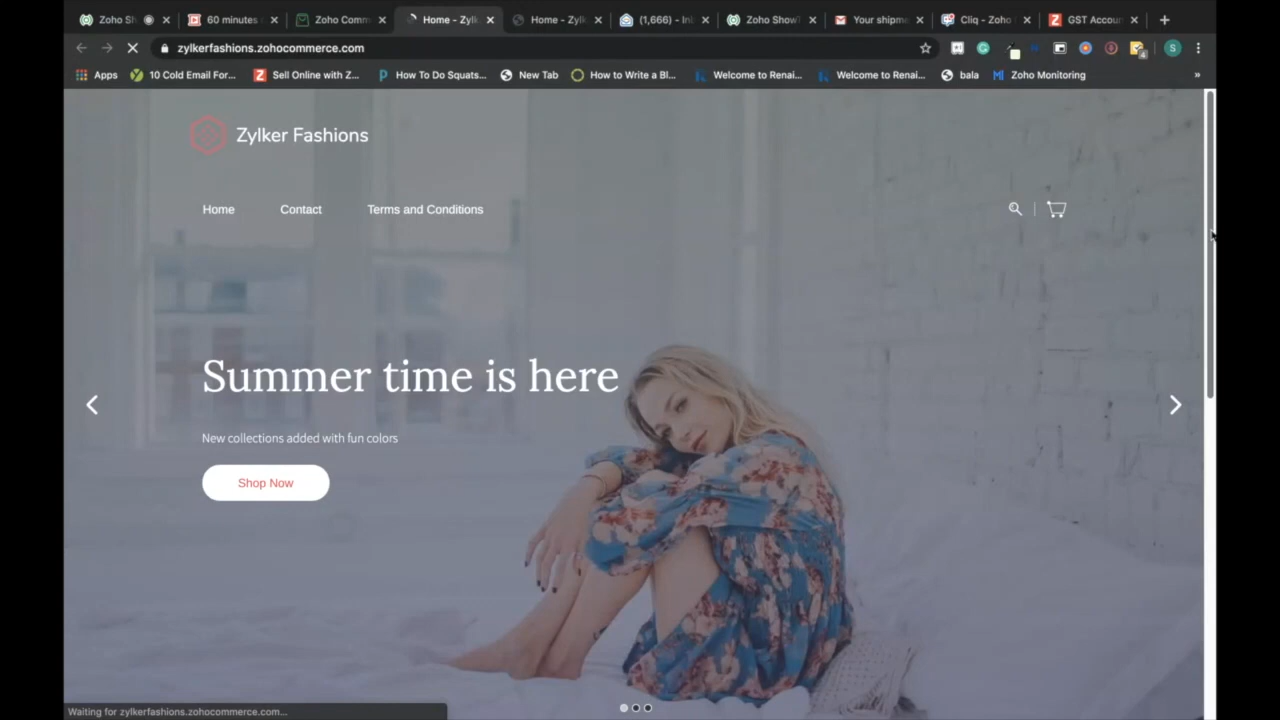 Zoho Sh
60 minutes
Zoho Comm
Home - Zylk
Home - Zylk
(1,666) - In
Zoho Show
Your shipme
Cliq - Zoho
GST Accoun
zylkerfashions.zohocommerce.com
Apps
10 Cold Email For...
Sell Online with Z...
How To Do Squats...
New Tab
How to Write a Bl...
Welcome to Renai...
Welcome to Renai...
bala
Zoho Monitoring
»
Zylker Fashions
Home
Contact
Terms and Conditions
Summer time is here
New collections added with fun colors
Shop Now
Waiting for zylkerfashions.zohocommerce.com...